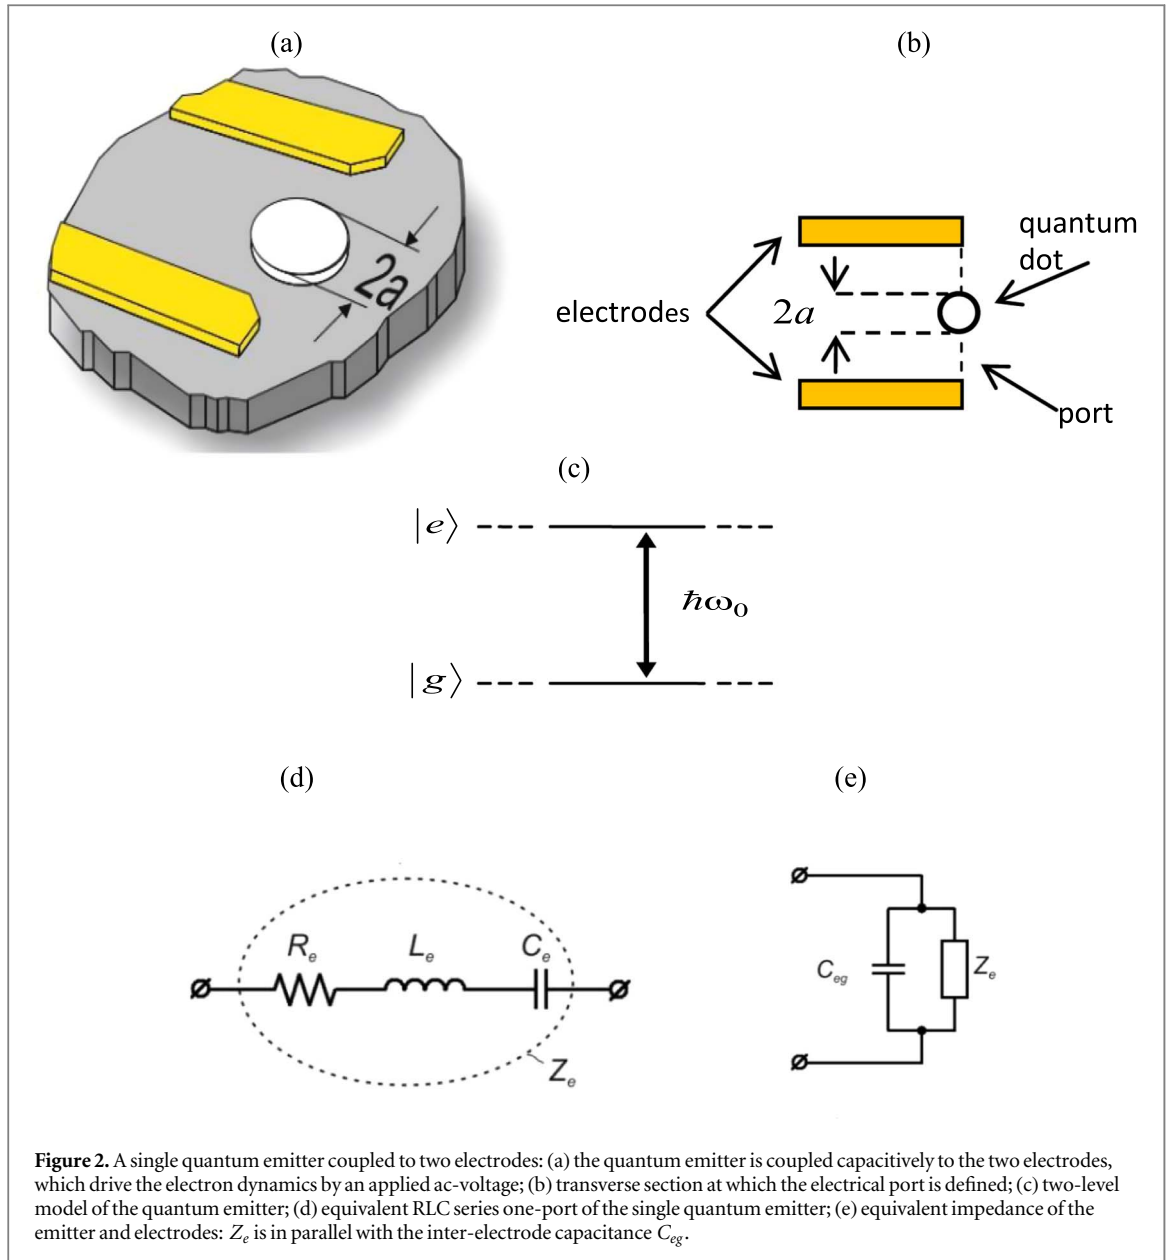 (a)
(b)
2a
quantum
dot
electrodes
2a
port
(c)
|e⟩
ℏω₀
|g⟩
(d)
(e)
Rₑ
Lₑ
Cₑ
Zₑ
C_eg
Zₑ
Figure 2. A single quantum emitter coupled to two electrodes: (a) the quantum emitter is coupled capacitively to the two electrodes,
which drive the electron dynamics by an applied ac-voltage; (b) transverse section at which the electrical port is defined; (c) two-level
model of the quantum emitter; (d) equivalent RLC series one-port of the single quantum emitter; (e) equivalent impedance of the
emitter and electrodes: Zₑ is in parallel with the inter-electrode capacitance C_eg.